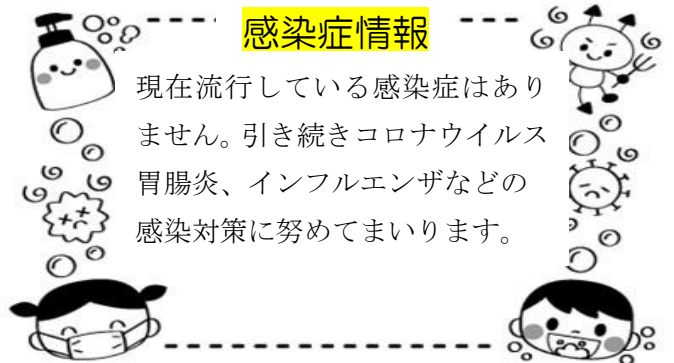 感染症情報
現在流行している感染症はあり
ません。引き続きコロナウイルス
胃腸炎、インフルエンザなどの
感染対策に努めてまいります。